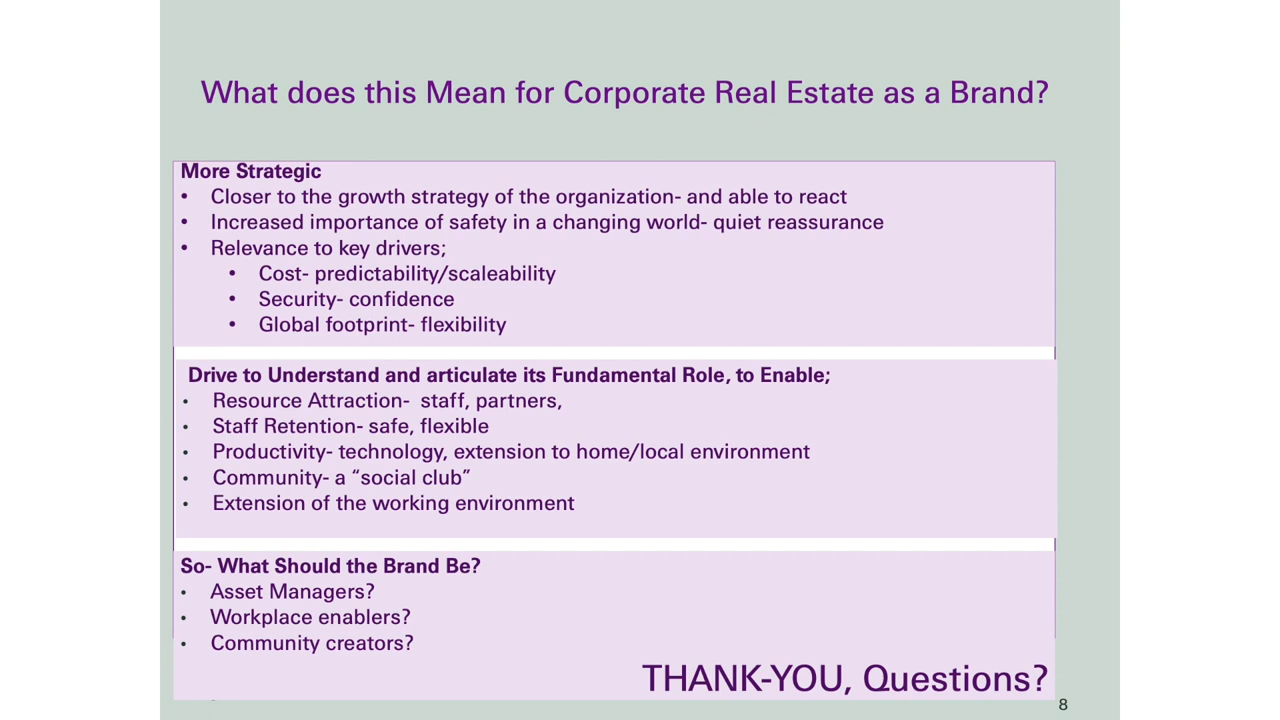 What does this Mean for Corporate Real Estate as a Brand?
More Strategic
• Closer to the growth strategy of the organization- and able to react
• Increased importance of safety in a changing world- quiet reassurance
• Relevance to key drivers;
• Cost- predictability/scaleability
• Security- confidence
• Global footprint- flexibility
Drive to Understand and articulate its Fundamental Role, to Enable;
• Resource Attraction- staff, partners,
• Staff Retention- safe, flexible
• Productivity- technology, extension to home/local environment
• Community- a “social club”
• Extension of the working environment
So- What Should the Brand Be?
• Asset Managers?
• Workplace enablers?
• Community creators?
THANK-YOU, Questions?
8